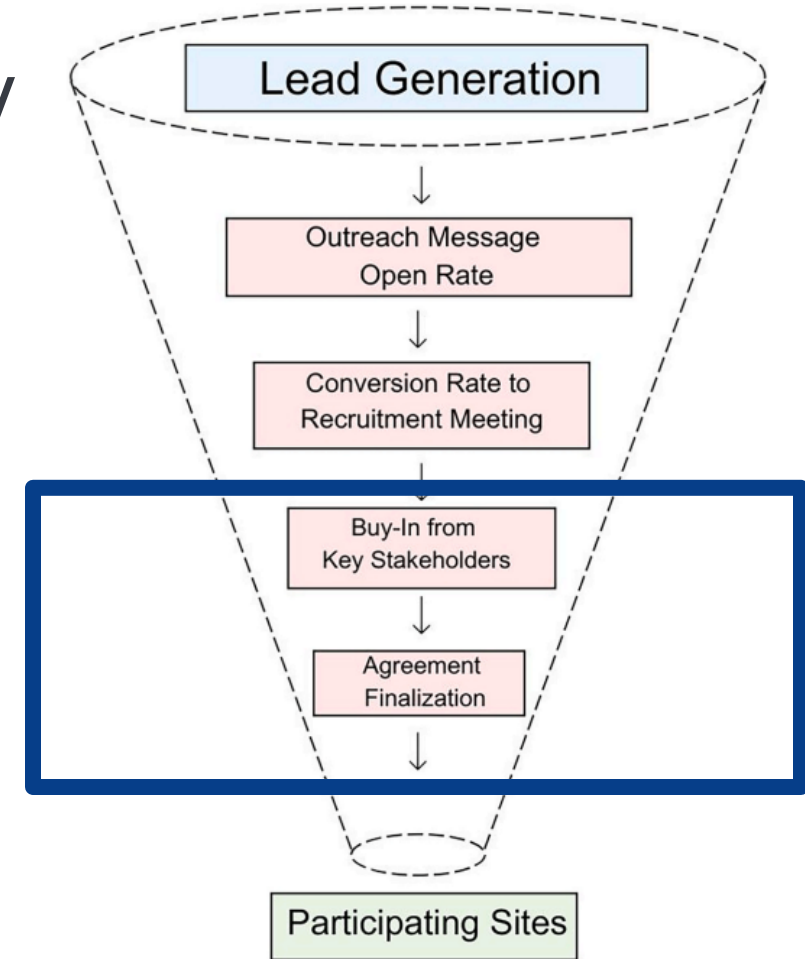 y
Lead Generation
Outreach Message
Open Rate
Conversion Rate to
Recruitment Meeting
Buy-In from
Key Stakeholders
Agreement
Finalization
Participating Sites